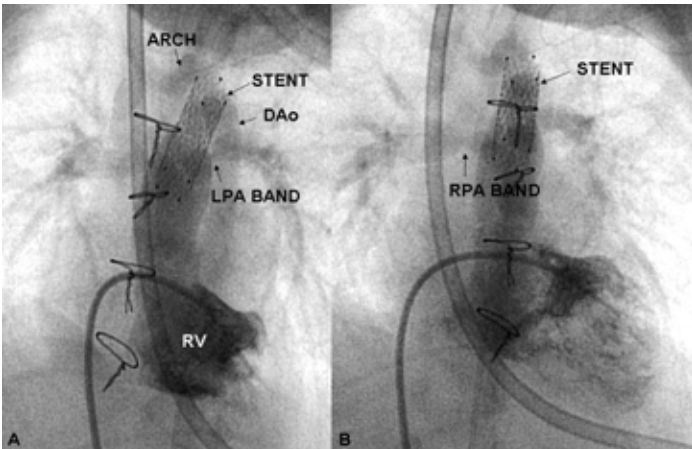 ARCH
STENT
DAo
LPA BAND
RV
A
STENT
RPA BAND
B